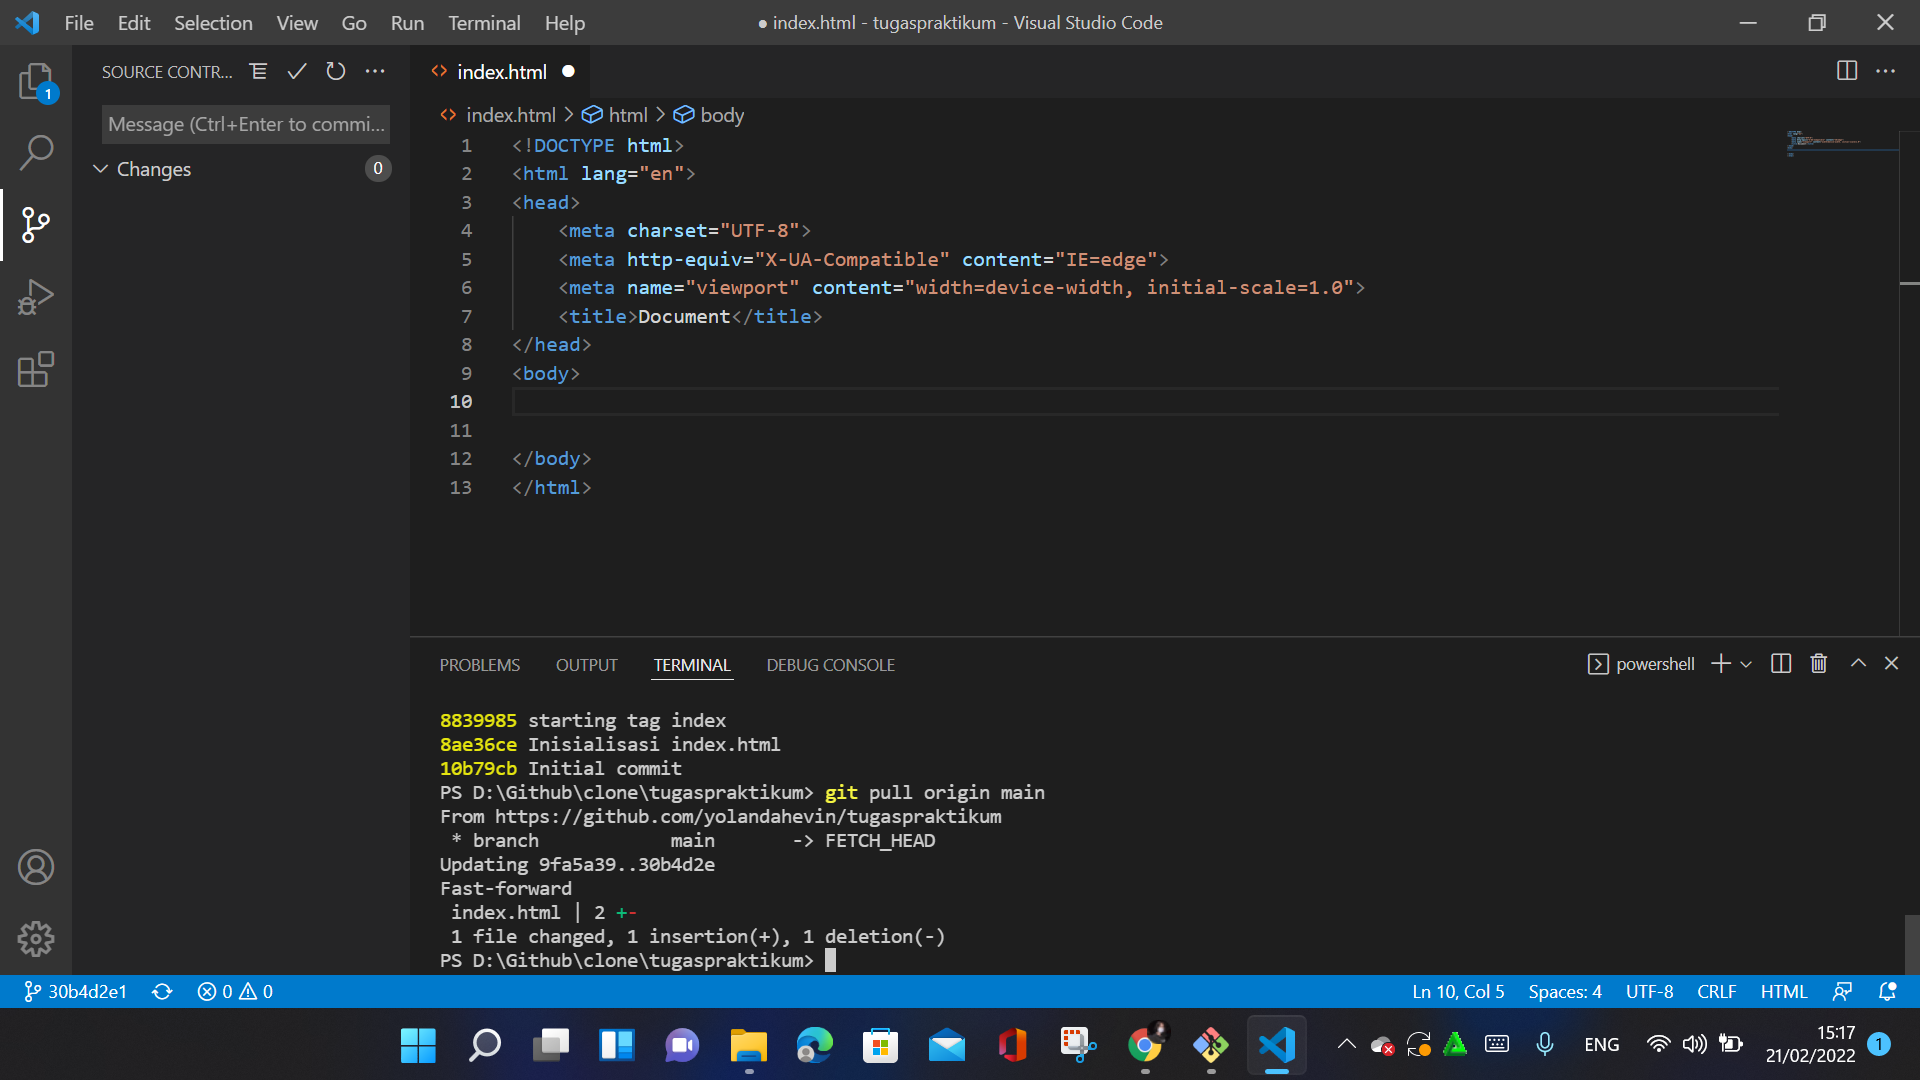 File Edit Selection View Go Run Terminal Help
● index.html - tugaspraktikum - Visual Studio Code
SOURCE CONTR...
index.html
1
Message (Ctrl+Enter to commi...
Changes 0
index.html > html > body
1 <!DOCTYPE html>
2 <html lang="en">
3 <head>
4 <meta charset="UTF-8">
5 <meta http-equiv="X-UA-Compatible" content="IE=edge">
6 <meta name="viewport" content="width=device-width, initial-scale=1.0">
7 <title>Document</title>
8 </head>
9 <body>
10
11
12 </body>
13 </html>
PROBLEMS OUTPUT TERMINAL DEBUG CONSOLE
powershell
8839985 starting tag index
8ae36ce Inisialisasi index.html
10b79cb Initial commit
PS D:\Github\clone\tugaspraktikum> git pull origin main
From https://github.com/yolandahevin/tugaspraktikum
* branch main -> FETCH_HEAD
Updating 9fa5a39..30b4d2e
Fast-forward
index.html | 2 +-
1 file changed, 1 insertion(+), 1 deletion(-)
PS D:\Github\clone\tugaspraktikum>
30b4d2e1 0 0
Ln 10, Col 5 Spaces: 4 UTF-8 CRLF HTML
ENG
15:17
21/02/2022
1